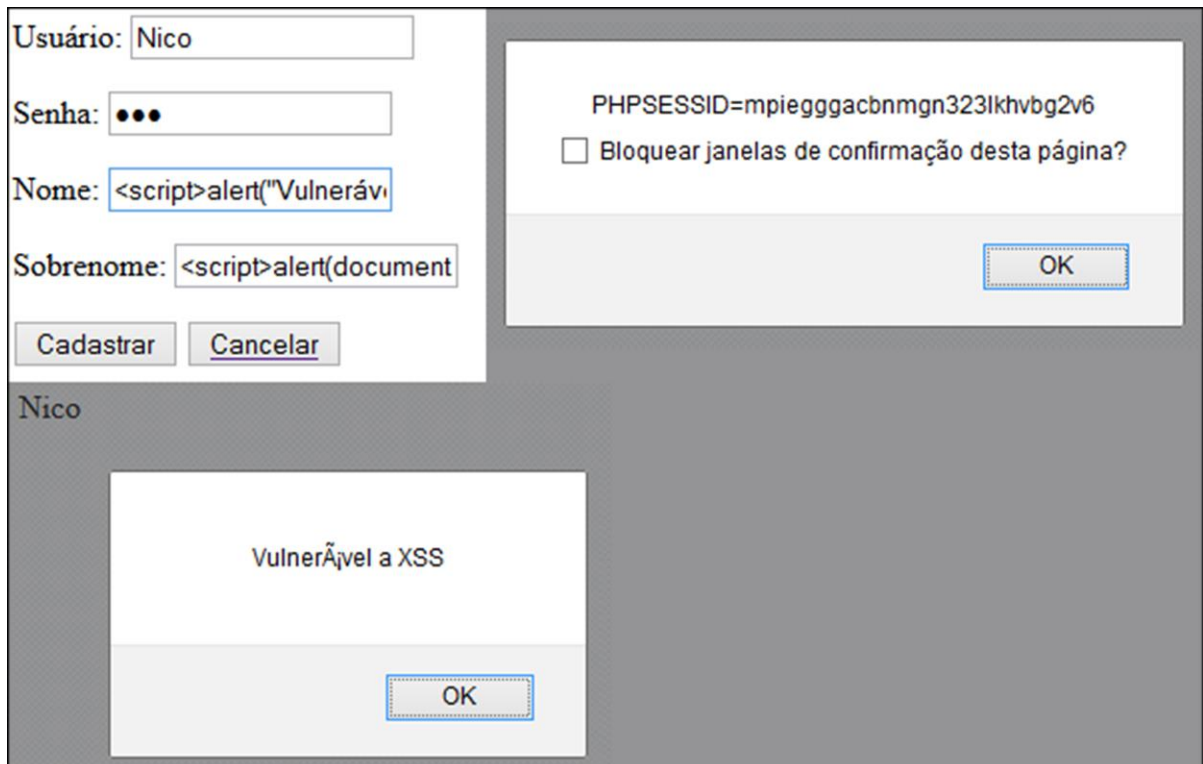 Usuário: Nico
Senha: •••
Nome: <script>alert("Vulneráv
Sobrenome: <script>alert(document
Cadastrar Cancelar
PHPSESSID=mpiegggacbnmgn323lkhvbg2v6
Bloquear janelas de confirmação desta página?
OK
Nico
VulnerÃ¡vel a XSS
OK